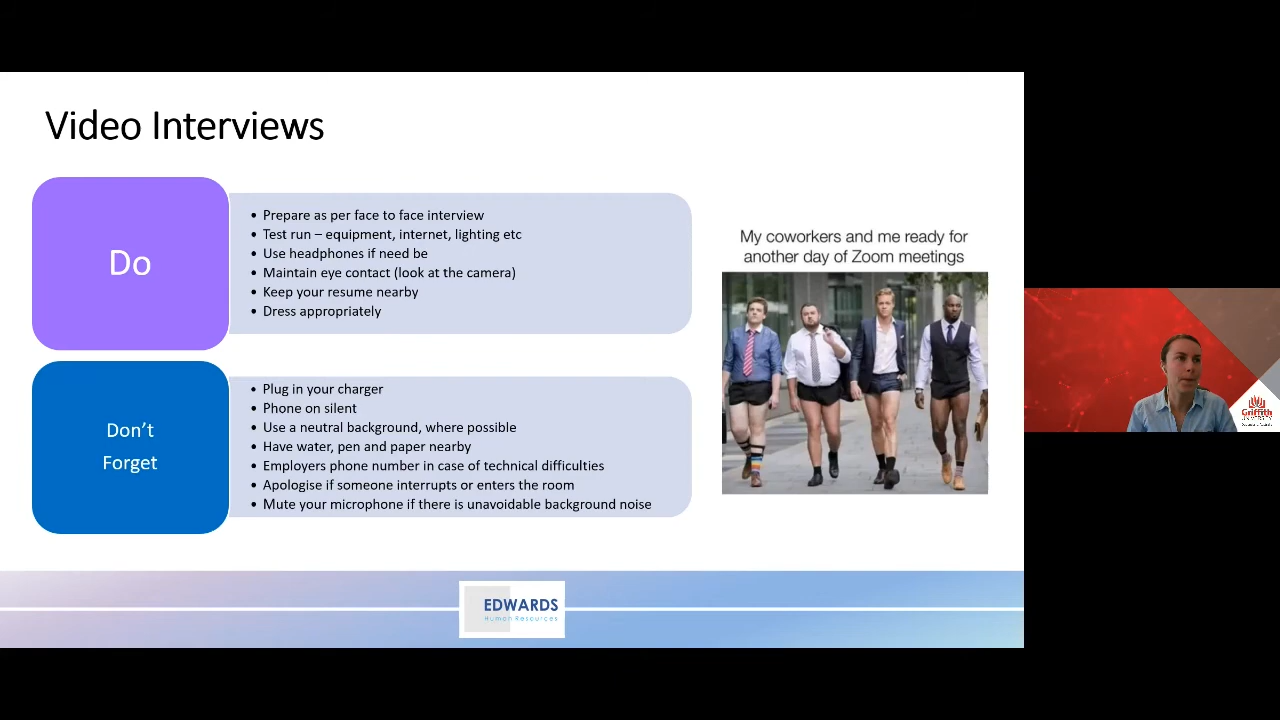 Video Interviews
Do
• Prepare as per face to face interview
• Test run – equipment, internet, lighting etc
• Use headphones if need be
• Maintain eye contact (look at the camera)
• Keep your resume nearby
• Dress appropriately
Don't
Forget
• Plug in your charger
• Phone on silent
• Use a neutral background, where possible
• Have water, pen and paper nearby
• Employers phone number in case of technical difficulties
• Apologise if someone interrupts or enters the room
• Mute your microphone if there is unavoidable background noise
My coworkers and me ready for
another day of Zoom meetings
EDWARDS
Human Resources
Griffith